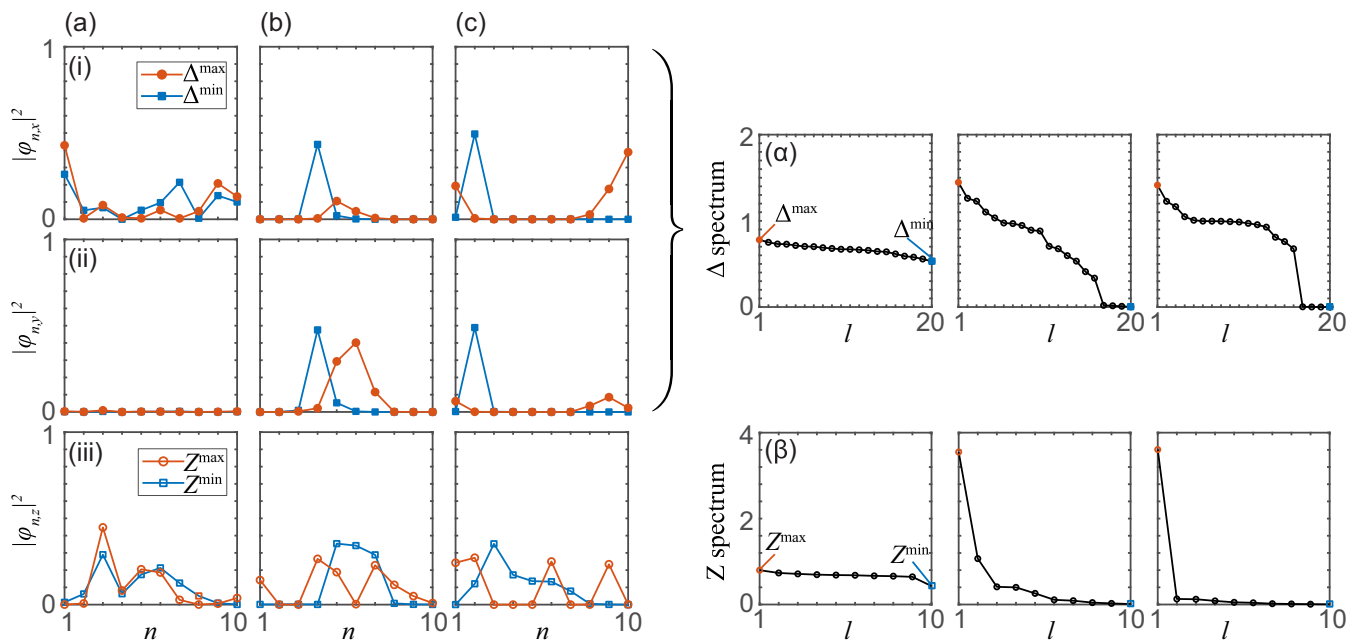 (a) (b) (c)
1
(i)
Δ^max
Δ^min
|φ_{n,x}|^2
0
1
(ii)
|φ_{n,y}|^2
0
1
(iii)
Z^max
Z^min
|φ_{n,z}|^2
0
1 n 10 1 n 10 1 n 10
2
(α)
Δ spectrum
1
Δ^max
Δ^min
0
1 l 20 1 l 20 1 l 20
4
(β)
Z spectrum
2
Z^max
Z^min
0
1 l 10 1 l 10 1 l 10